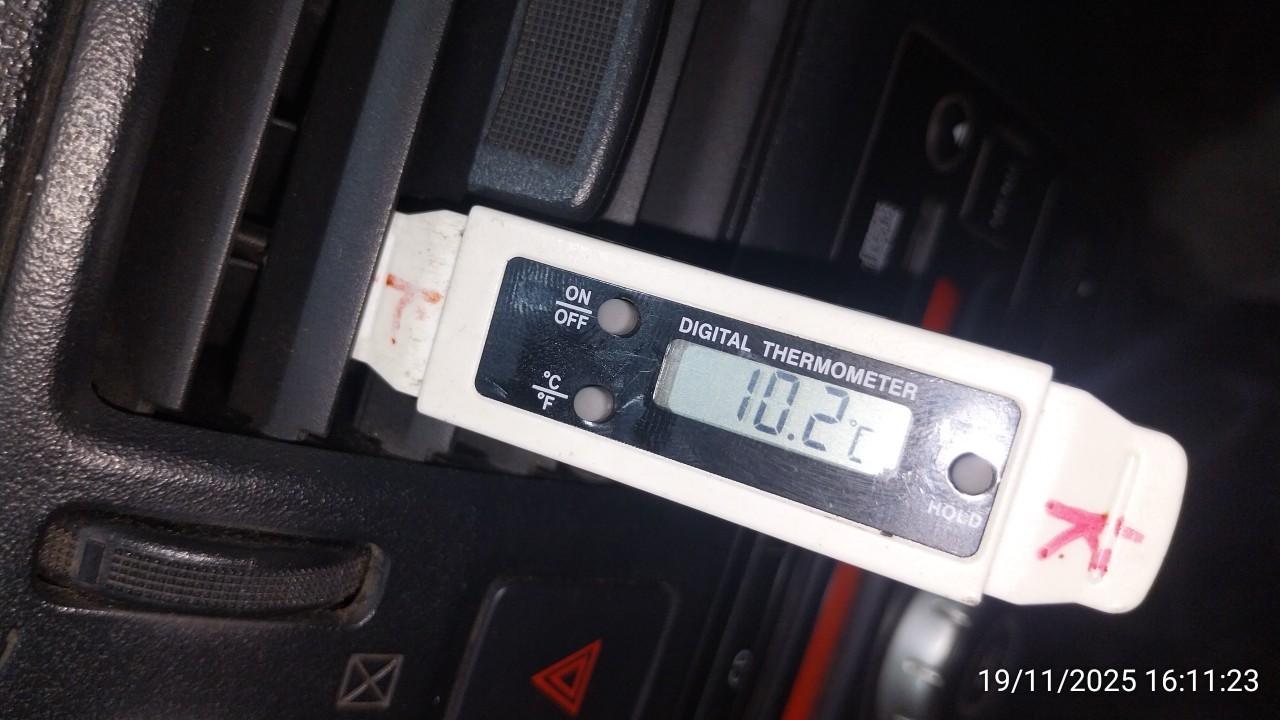 ON
OFF
°C
°F
DIGITAL THERMOMETER
10.2°C
HOLD
K
19/11/2025 16:11:23